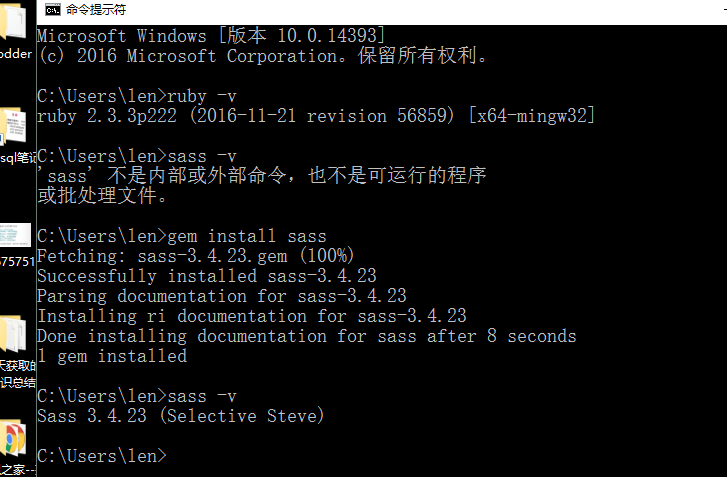 命令提示符
Microsoft Windows [版本 10.0.14393]
(c) 2016 Microsoft Corporation。保留所有权利。
C:\Users\len>ruby -v
ruby 2.3.3p222 (2016-11-21 revision 56859) [x64-mingw32]
C:\Users\len>sass -v
'sass' 不是内部或外部命令，也不是可运行的程序
或批处理文件。
C:\Users\len>gem install sass
Fetching: sass-3.4.23.gem (100%)
Successfully installed sass-3.4.23
Parsing documentation for sass-3.4.23
Installing ri documentation for sass-3.4.23
Done installing documentation for sass after 8 seconds
1 gem installed
C:\Users\len>sass -v
Sass 3.4.23 (Selective Steve)
C:\Users\len>
odder
sql笔记
575751
获取的
识总结
之家--